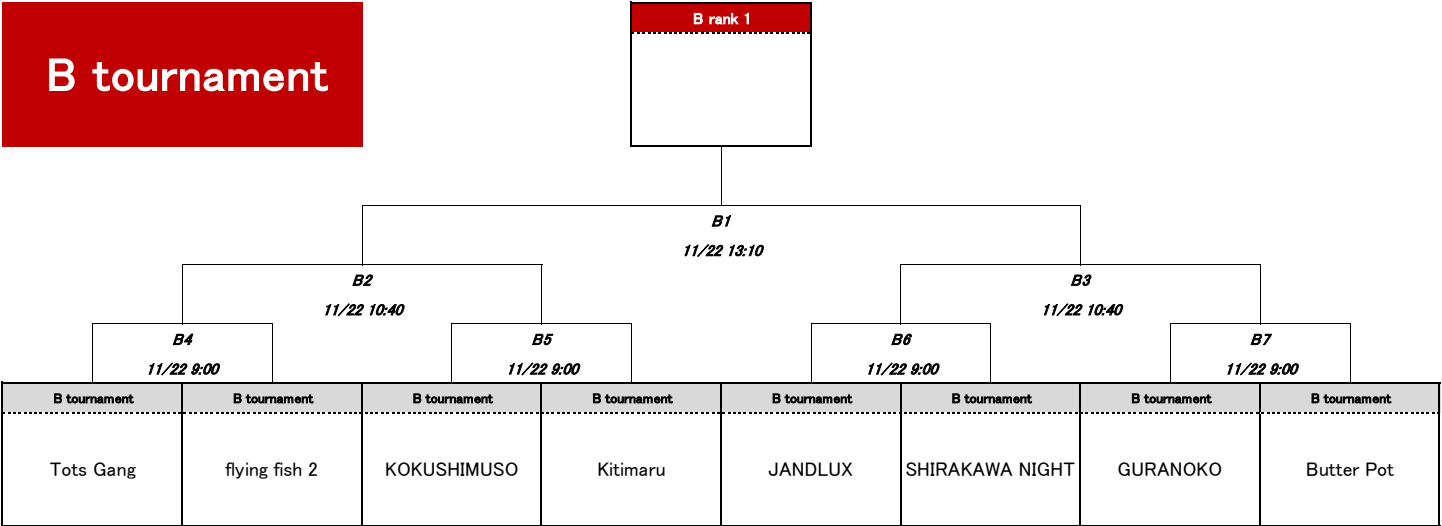 B tournament
B rank 1
B1
11/22 13:10
B2
11/22 10:40
B3
11/22 10:40
B4
11/22 9:00
B5
11/22 9:00
B6
11/22 9:00
B7
11/22 9:00
B tournament
B tournament
B tournament
B tournament
B tournament
B tournament
B tournament
B tournament
Tots Gang
flying fish 2
KOKUSHIMUSO
Kitimaru
JANDLUX
SHIRAKAWA NIGHT
GURANOKO
Butter Pot